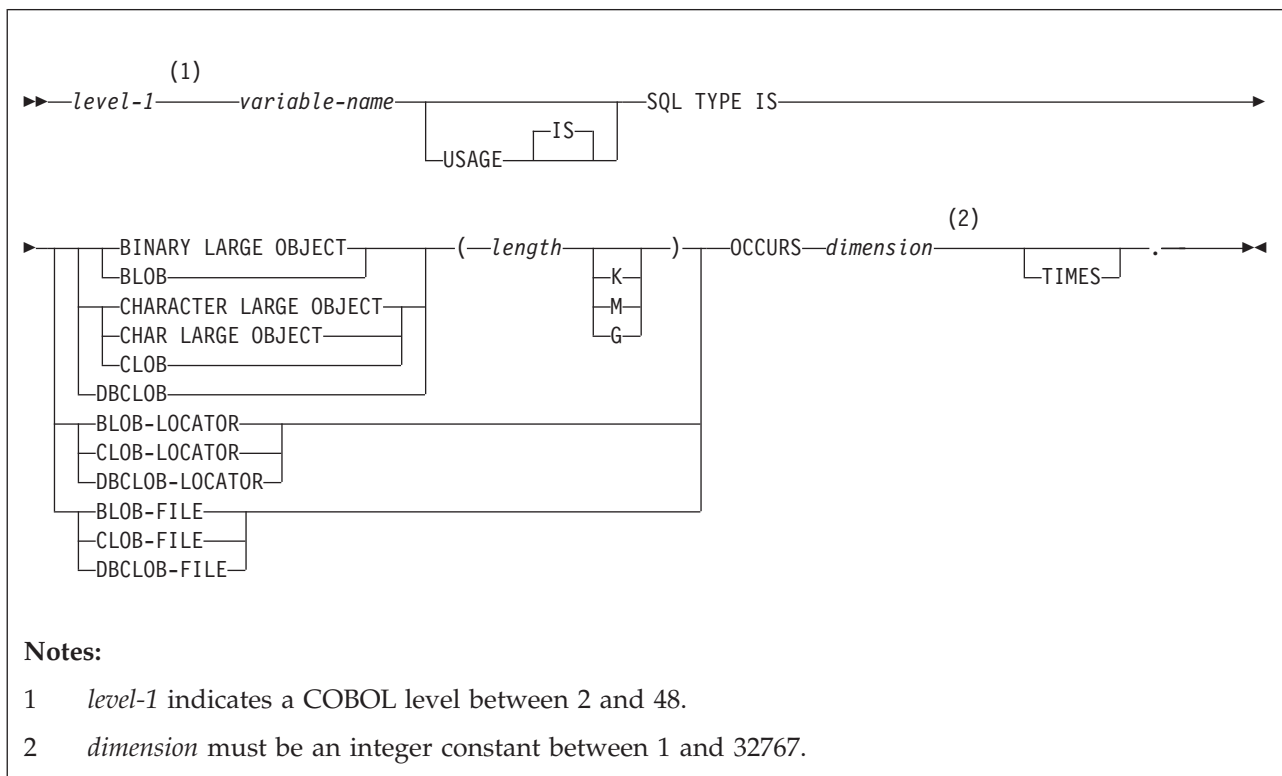 (1)
level-1 variable-name SQL TYPE IS
IS
USAGE
(2)
BINARY LARGE OBJECT ( length ) OCCURS dimension .
BLOB K TIMES
CHARACTER LARGE OBJECT M
CHAR LARGE OBJECT G
CLOB
DBCLOB
BLOB-LOCATOR
CLOB-LOCATOR
DBCLOB-LOCATOR
BLOB-FILE
CLOB-FILE
DBCLOB-FILE
Notes:
1 level-1 indicates a COBOL level between 2 and 48.
2 dimension must be an integer constant between 1 and 32767.